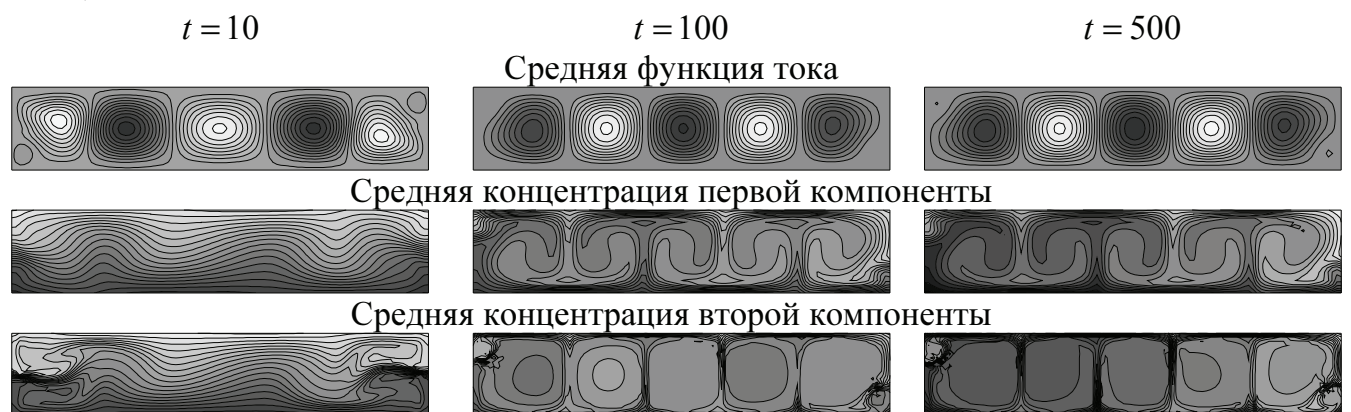 t = 10 t = 100 t = 500
Средняя функция тока
Средняя концентрация первой компоненты
Средняя концентрация второй компоненты